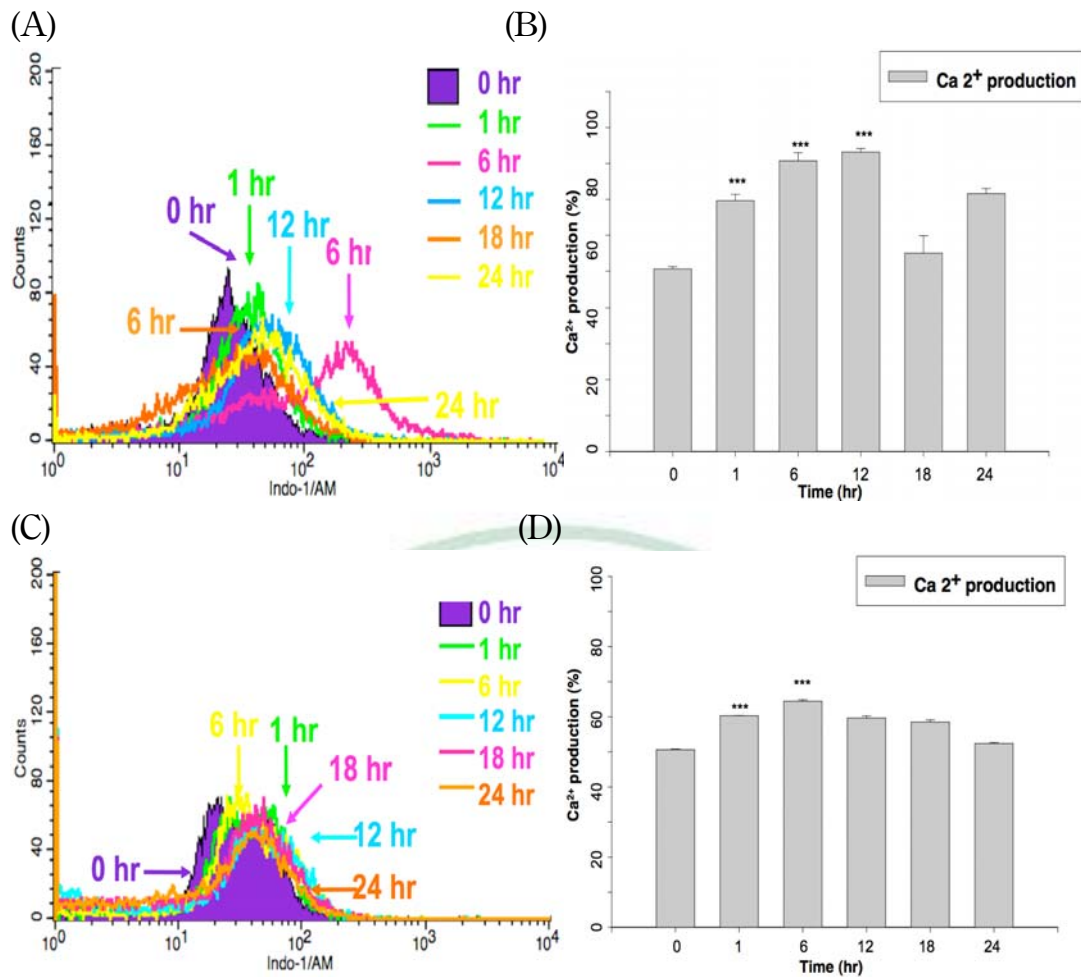 (A)
200
160
120
80
40
0
Counts
10⁰ 10¹ 10² 10³ 10⁴
Indo-1/AM
0 hr
1 hr
6 hr
12 hr
18 hr
24 hr
1 hr
0 hr
12 hr
6 hr
6 hr
24 hr
(B)
Ca 2⁺ production
100
80
60
40
20
0
Ca²⁺ production (%)
***
***
***
0 1 6 12 18 24
Time (hr)
(C)
200
160
120
80
40
0
Counts
10⁰ 10¹ 10² 10³ 10⁴
Indo-1/AM
0 hr
1 hr
6 hr
12 hr
18 hr
24 hr
6 hr
1 hr
18 hr
12 hr
0 hr
24 hr
(D)
Ca 2⁺ production
100
80
60
40
20
0
Ca²⁺ production (%)
***
***
0 1 6 12 18 24
Time (hr)